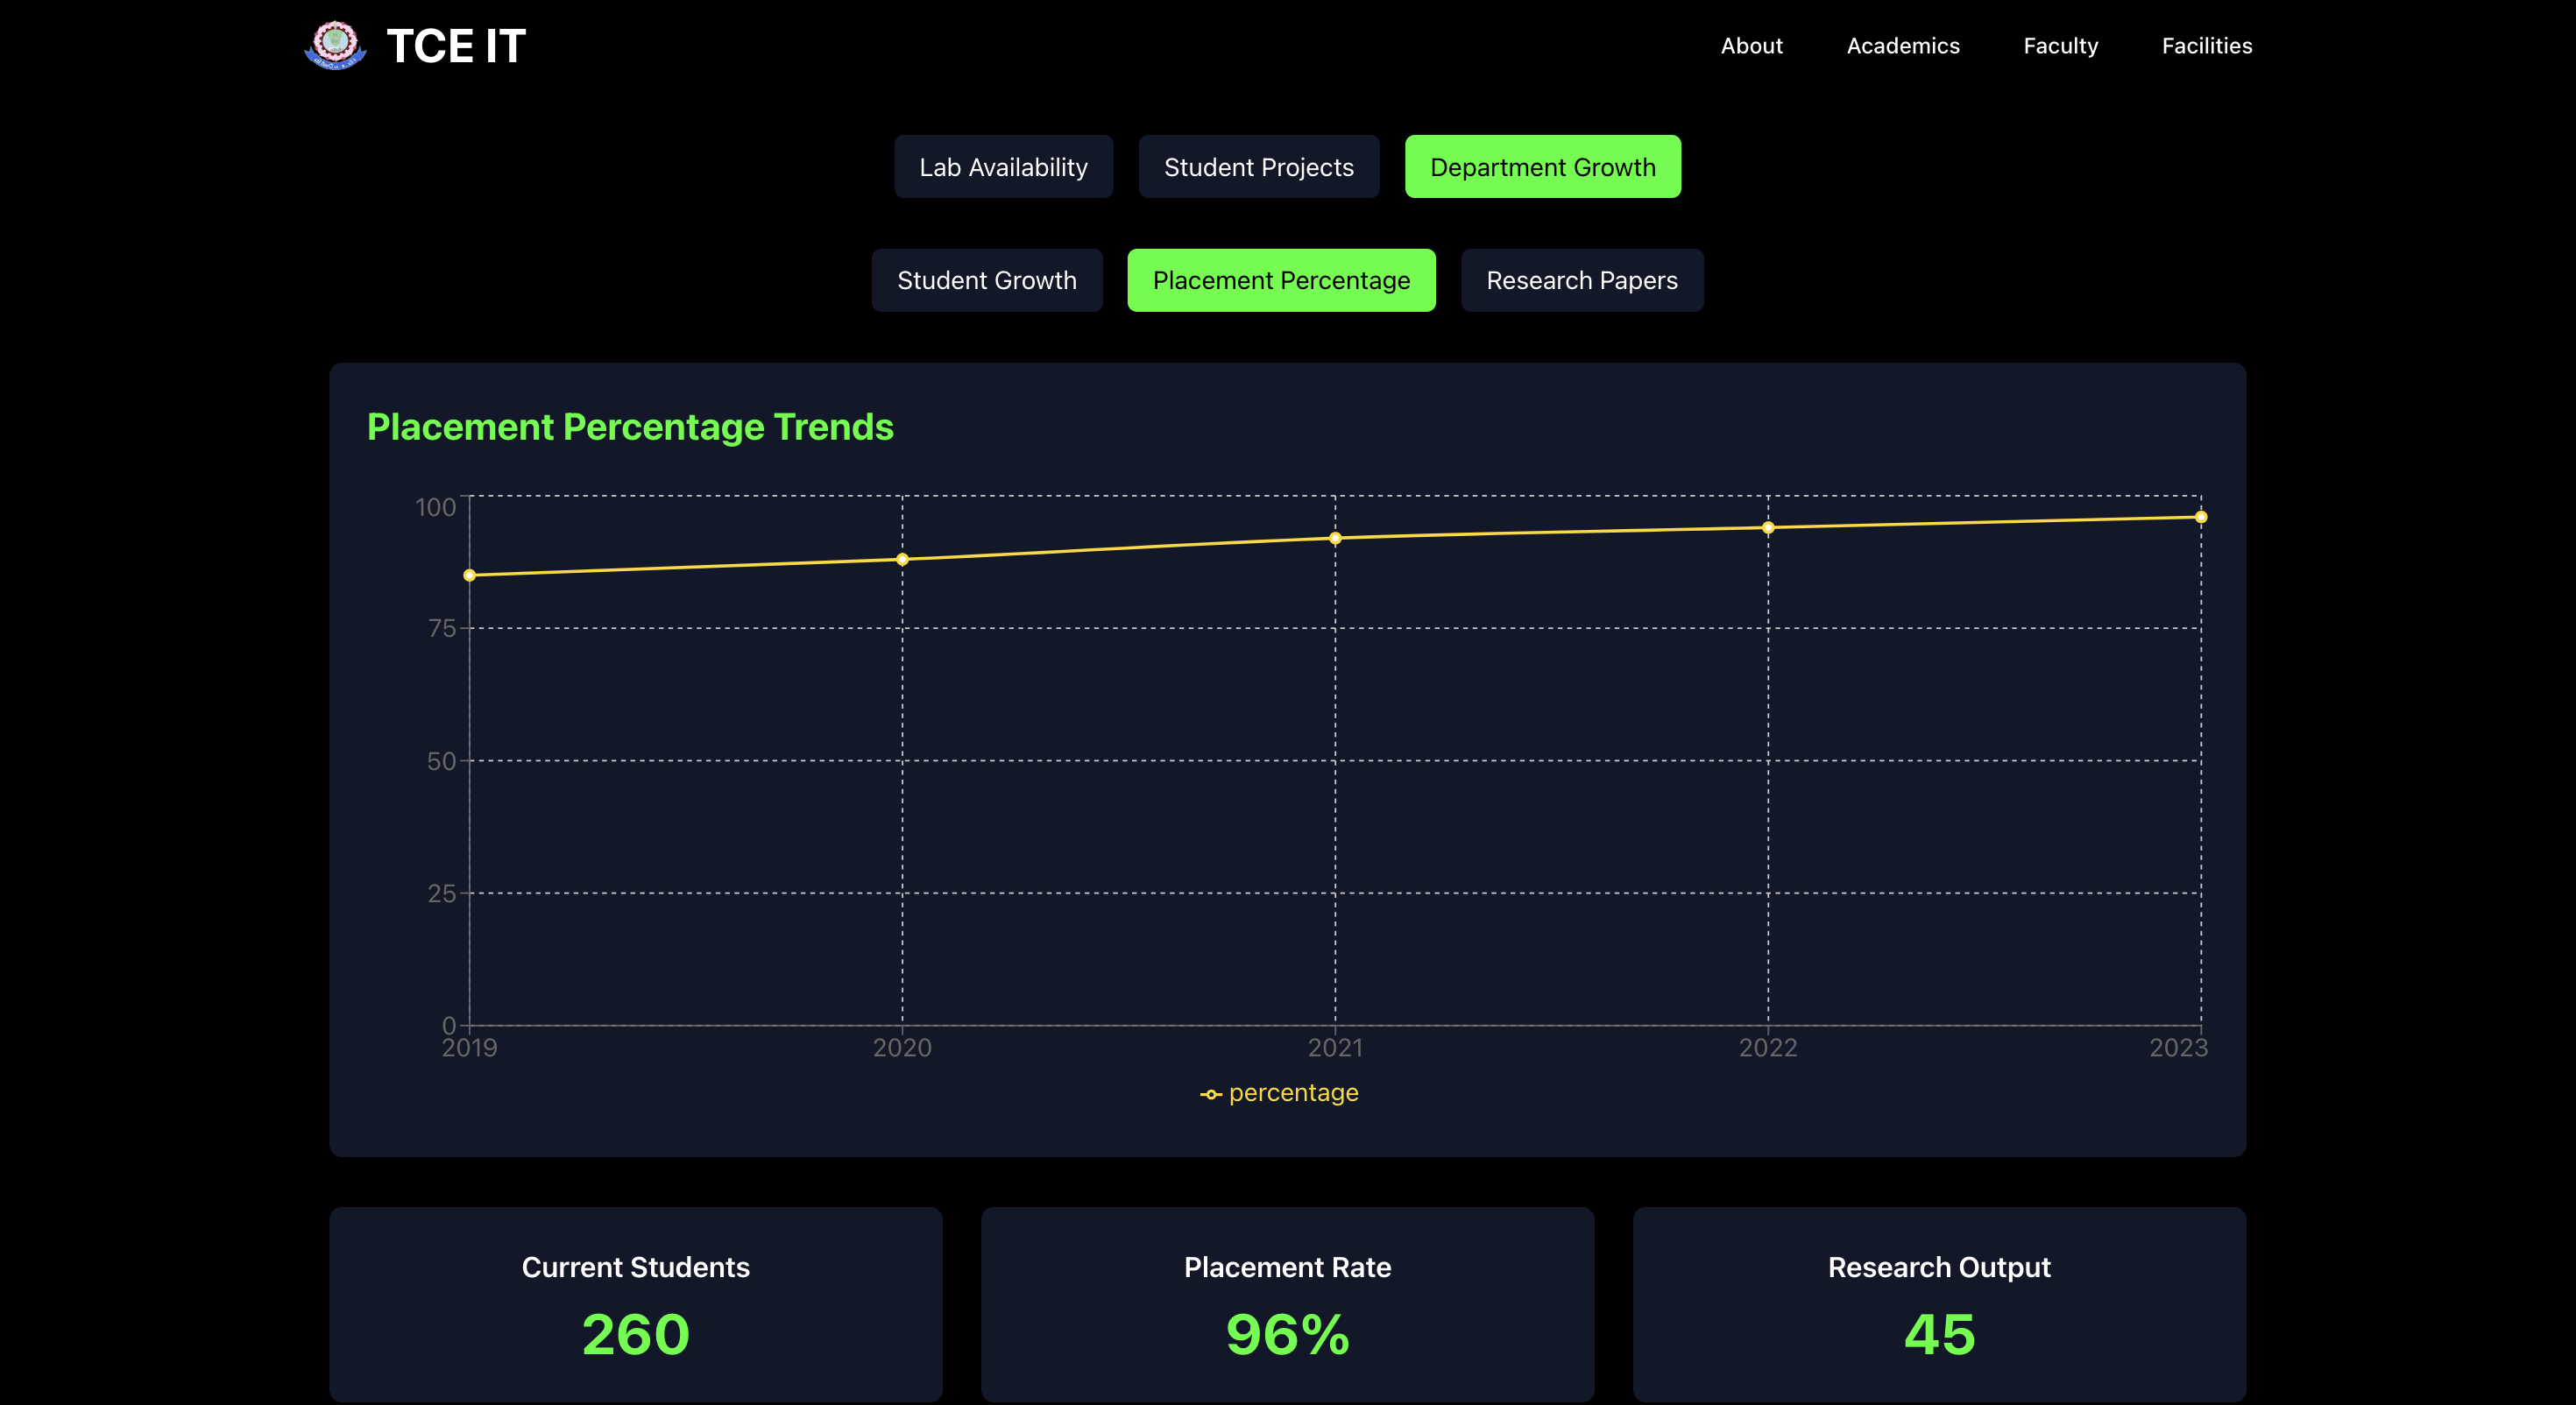 TCE IT
About Academics Faculty Facilities
Lab Availability Student Projects Department Growth
Student Growth Placement Percentage Research Papers
Placement Percentage Trends
100
75
50
25
0
2019 2020 2021 2022 2023
percentage
Current Students Placement Rate Research Output
260 96% 45